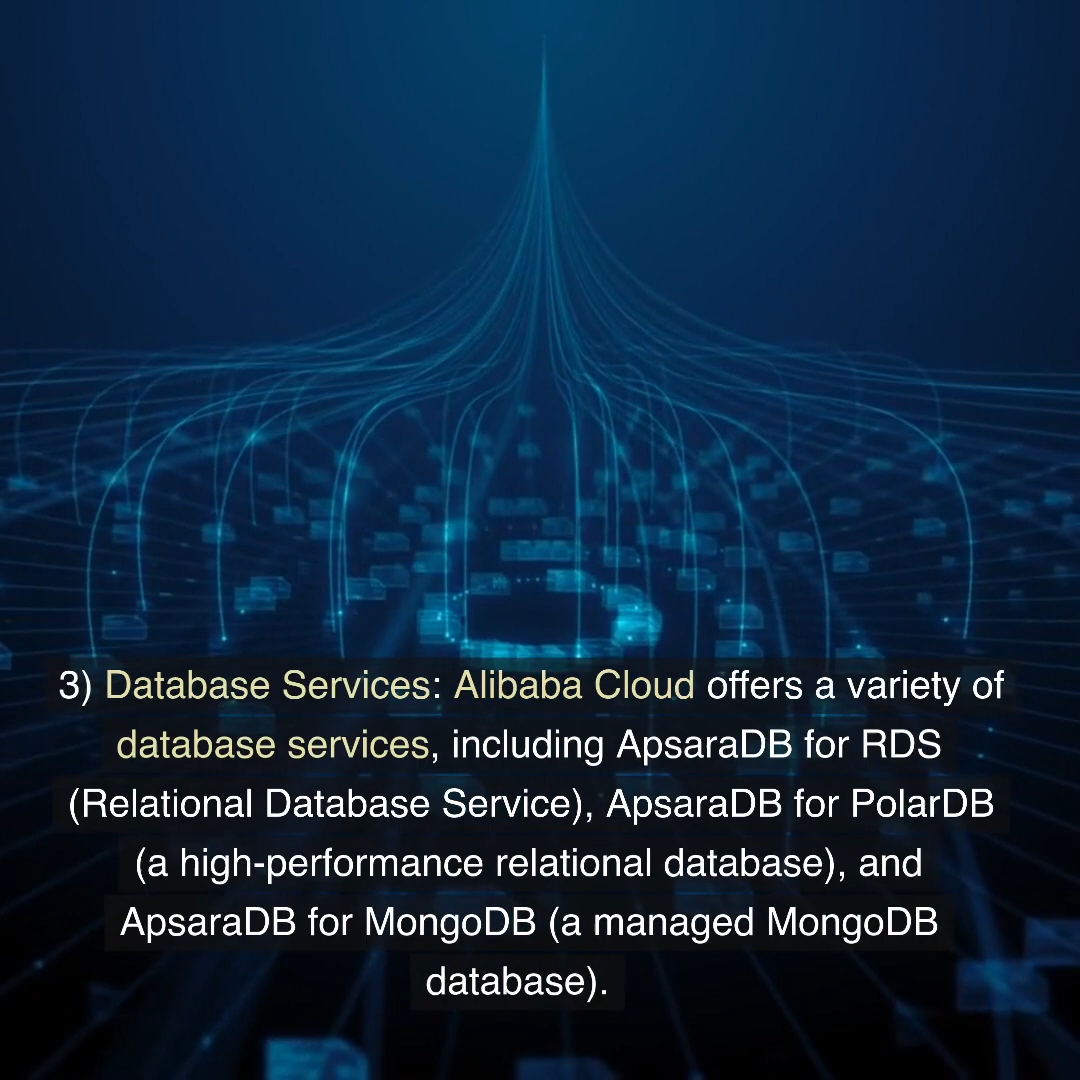 3) Database Services: Alibaba Cloud offers a variety of
database services, including ApsaraDB for RDS
(Relational Database Service), ApsaraDB for PolarDB
(a high-performance relational database), and
ApsaraDB for MongoDB (a managed MongoDB
database).